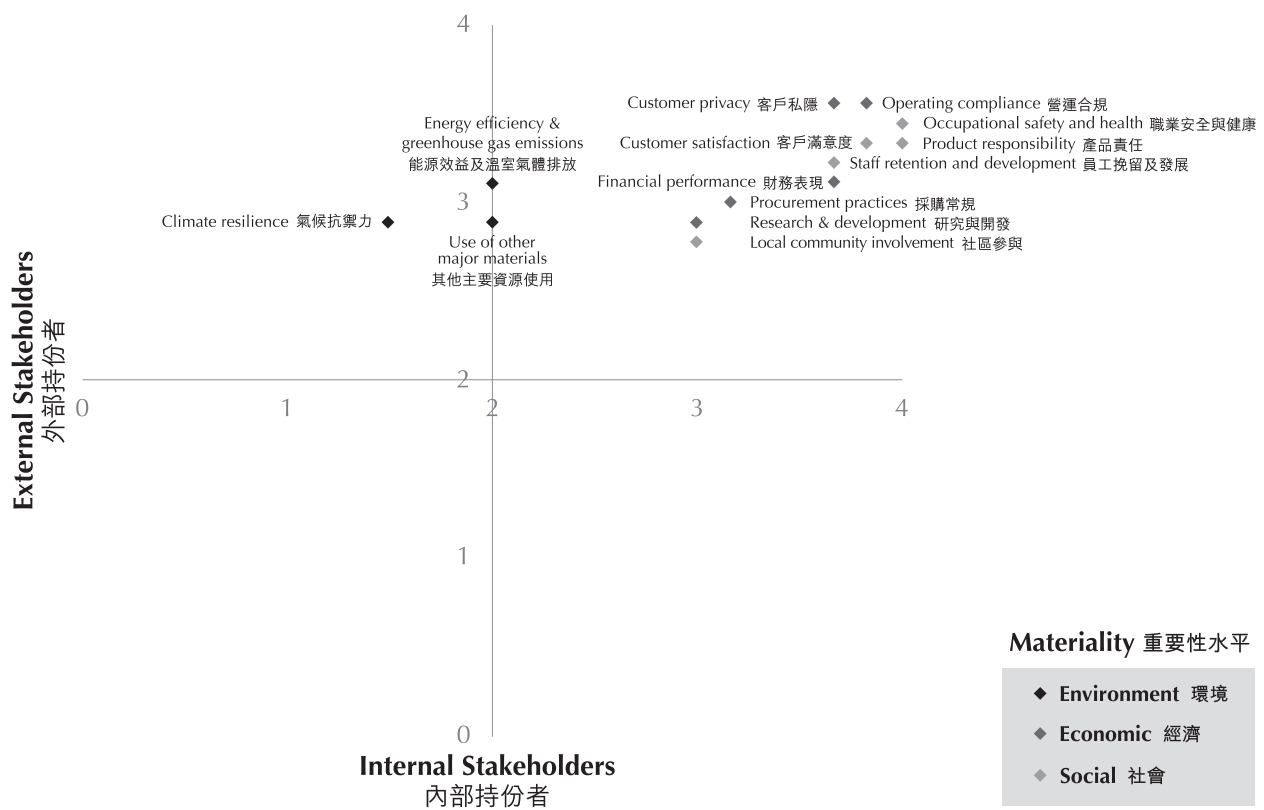 4
Customer privacy 客戶私隱
Operating compliance 營運合規
Energy efficiency &
greenhouse gas emissions
能源效益及溫室氣體排放
Occupational safety and health 職業安全與健康
Customer satisfaction 客戶滿意度
Product responsibility 產品責任
Staff retention and development 員工挽留及發展
Financial performance 財務表現
3
Procurement practices 採購常規
Climate resilience 氣候抗禦力
Research & development 研究與開發
Use of other
major materials
其他主要資源使用
Local community involvement 社區參與
External Stakeholders
外部持份者
2
0
1
2
3
4
1
0
Internal Stakeholders
內部持份者
Materiality 重要性水平
Environment 環境
Economic 經濟
Social 社會